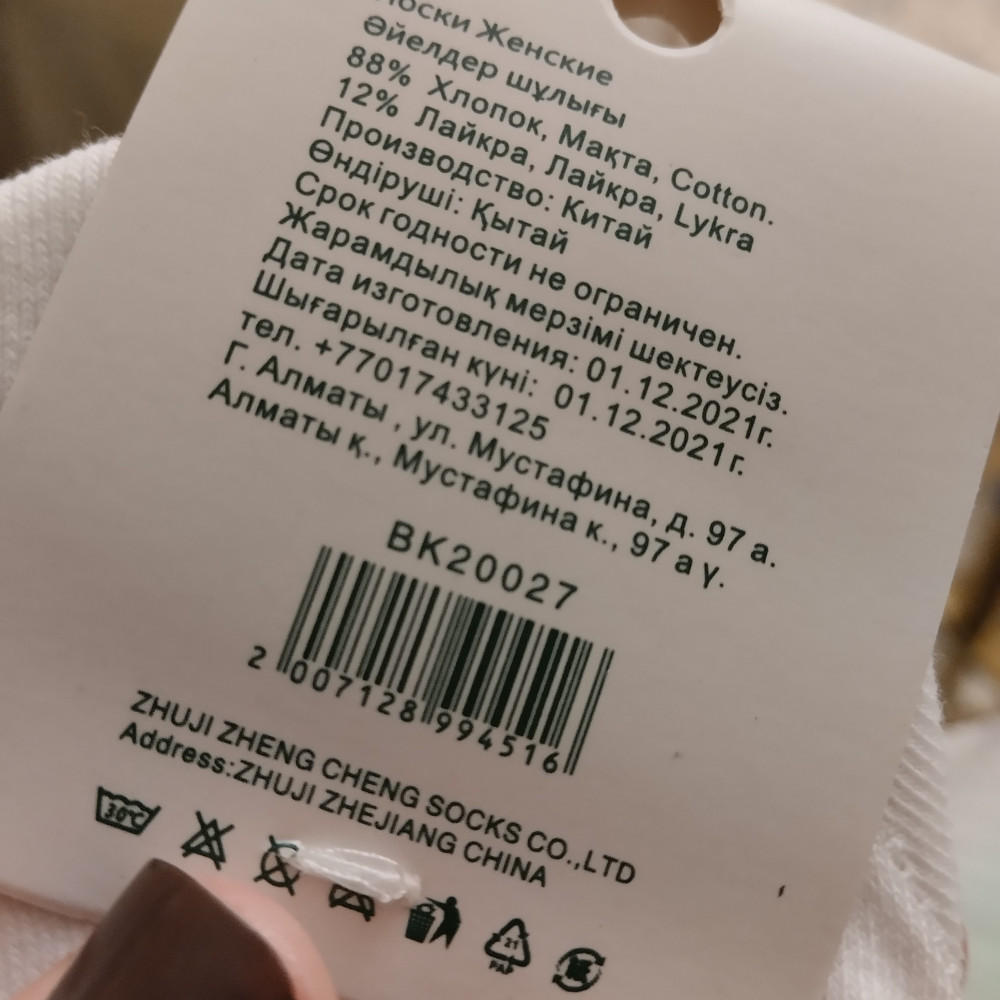 Носки Женские
Әйелдер шұлығы
88% Хлопок, Мақта, Cotton.
12% Лайкра, Лайкра, Lykra
Производство: Китай
Өндіруші: Қытай
Срок годности не ограничен.
Жарамдылық мерзімі шектеусіз.
Дата изготовления: 01.12.2021г.
Шығарылған күні: 01.12.2021г.
тел. +77017433125
Г. Алматы , ул. Мустафина, д. 97 а.
Алматы қ., Мустафина к., 97 а ү.
BK20027
2 007128 994516
ZHUJI ZHENG CHENG SOCKS CO.,LTD
Address:ZHUJI ZHEJIANG CHINA
30℃
21
PAP